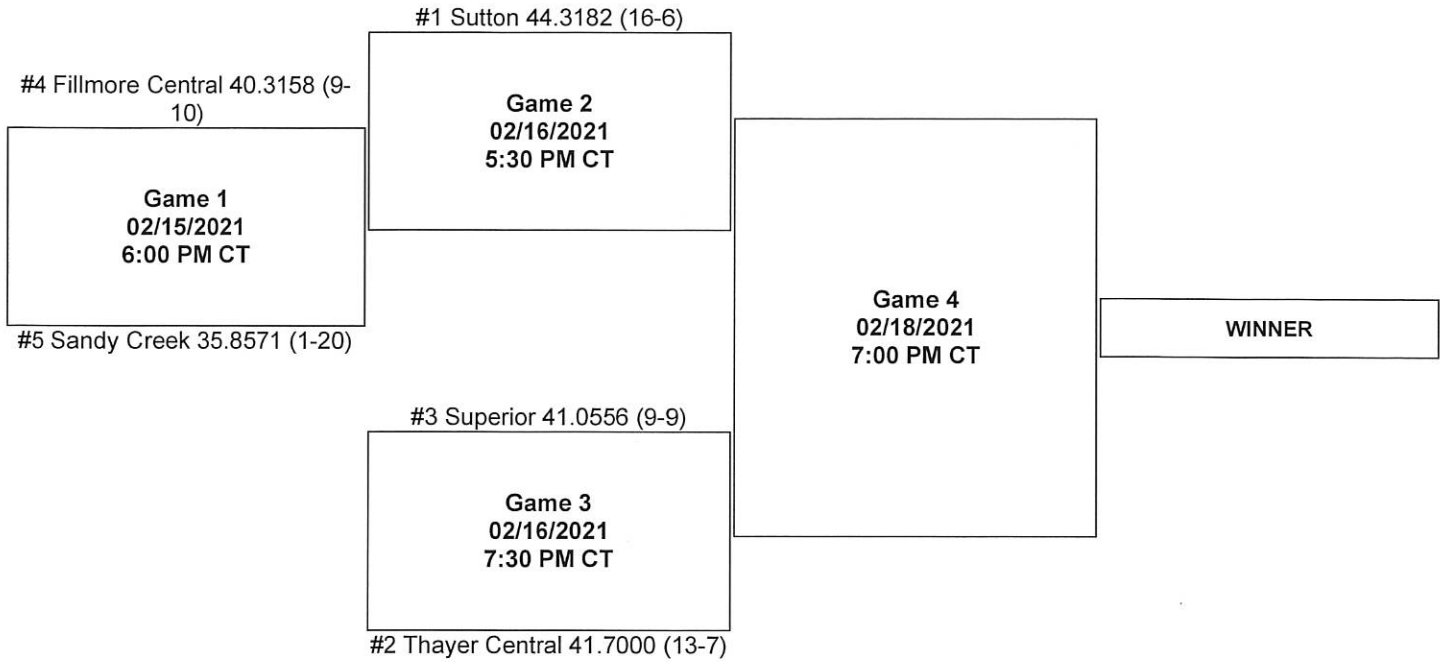 #1 Sutton 44.3182 (16-6)
#4 Fillmore Central 40.3158 (9-
10)
Game 2
02/16/2021
5:30 PM CT
Game 1
02/15/2021
6:00 PM CT
#5 Sandy Creek 35.8571 (1-20)
Game 4
02/18/2021
7:00 PM CT
WINNER
#3 Superior 41.0556 (9-9)
Game 3
02/16/2021
7:30 PM CT
#2 Thayer Central 41.7000 (13-7)